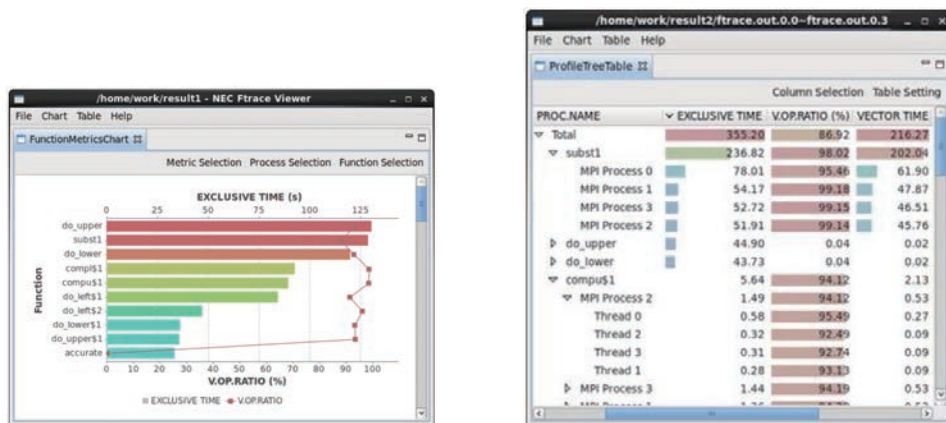 /home/work/result1 - NEC Ftrace Viewer
File Chart Table Help
FunctionMetricsChart
Metric Selection Process Selection Function Selection
EXCLUSIVE TIME (s)
0 25 50 75 100 125
Function
do_upper
subst1
do_lower
compl$1
compu$1
do_left$1
do_left$2
do_lower$1
do_upper$1
accurate
0 10 20 30 40 50 60 70 80 90 100
V.OP.RATIO (%)
EXCLUSIVE TIME V.OP.RATIO
/home/work/result2/ftrace.out.0.0~ftrace.out.0.3
File Chart Table Help
ProfileTreeTable
Column Selection Table Setting
PROC.NAME EXCLUSIVE TIME V.OP.RATIO (%) VECTOR TIME
Total 355.20 86.92 216.27
subst1 236.82 98.02 202.04
MPI Process 0 78.01 95.46 61.90
MPI Process 1 54.17 99.18 47.87
MPI Process 3 52.72 99.15 46.51
MPI Process 2 51.91 99.14 45.76
do_upper 44.90 0.04 0.02
do_lower 43.73 0.04 0.02
compu$1 5.64 94.12 2.13
MPI Process 2 1.49 94.12 0.53
Thread 0 0.58 95.49 0.27
Thread 2 0.32 92.49 0.09
Thread 3 0.31 92.74 0.09
Thread 1 0.28 93.13 0.09
MPI Process 3 1.44 94.19 0.53